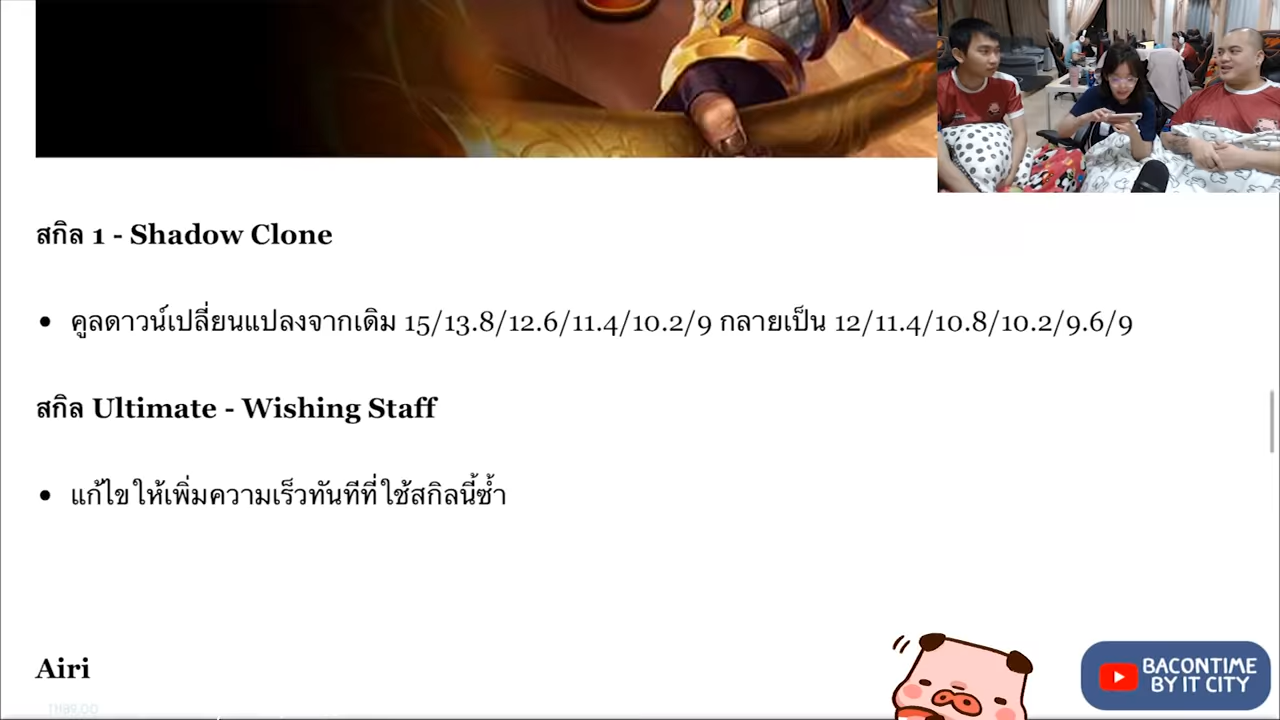 สกิล 1 - Shadow Clone
• คูลดาวน์เปลี่ยนแปลงจากเดิม 15/13.8/12.6/11.4/10.2/9 กลายเป็น 12/11.4/10.8/10.2/9.6/9
สกิล Ultimate - Wishing Staff
• แก้ไขให้เพิ่มความเร็วทันทีที่ใช้สกิลนี้ซ้ำ
Airi
BACONTIME
BY IT CITY